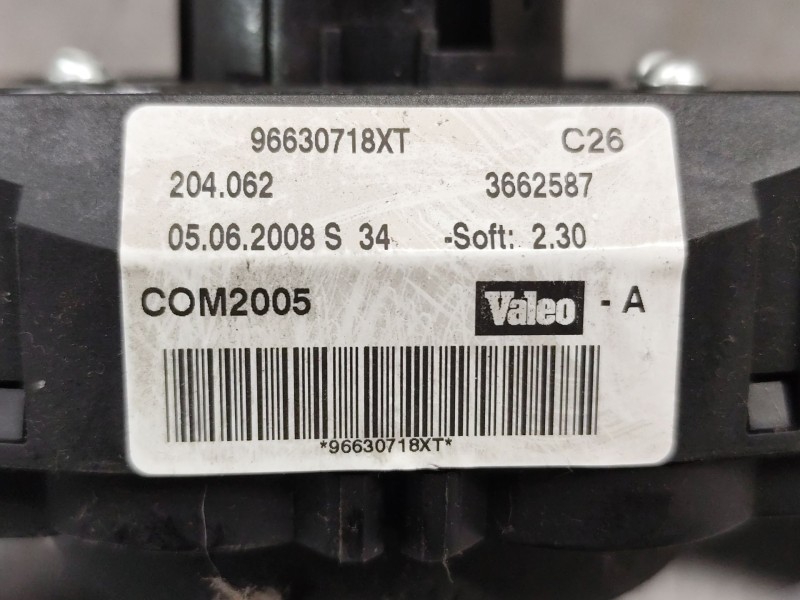 96630718XT C26
204.062 3662587
05.06.2008 S 34 -Soft: 2.30
COM2005 Valeo - A
*96630718XT*